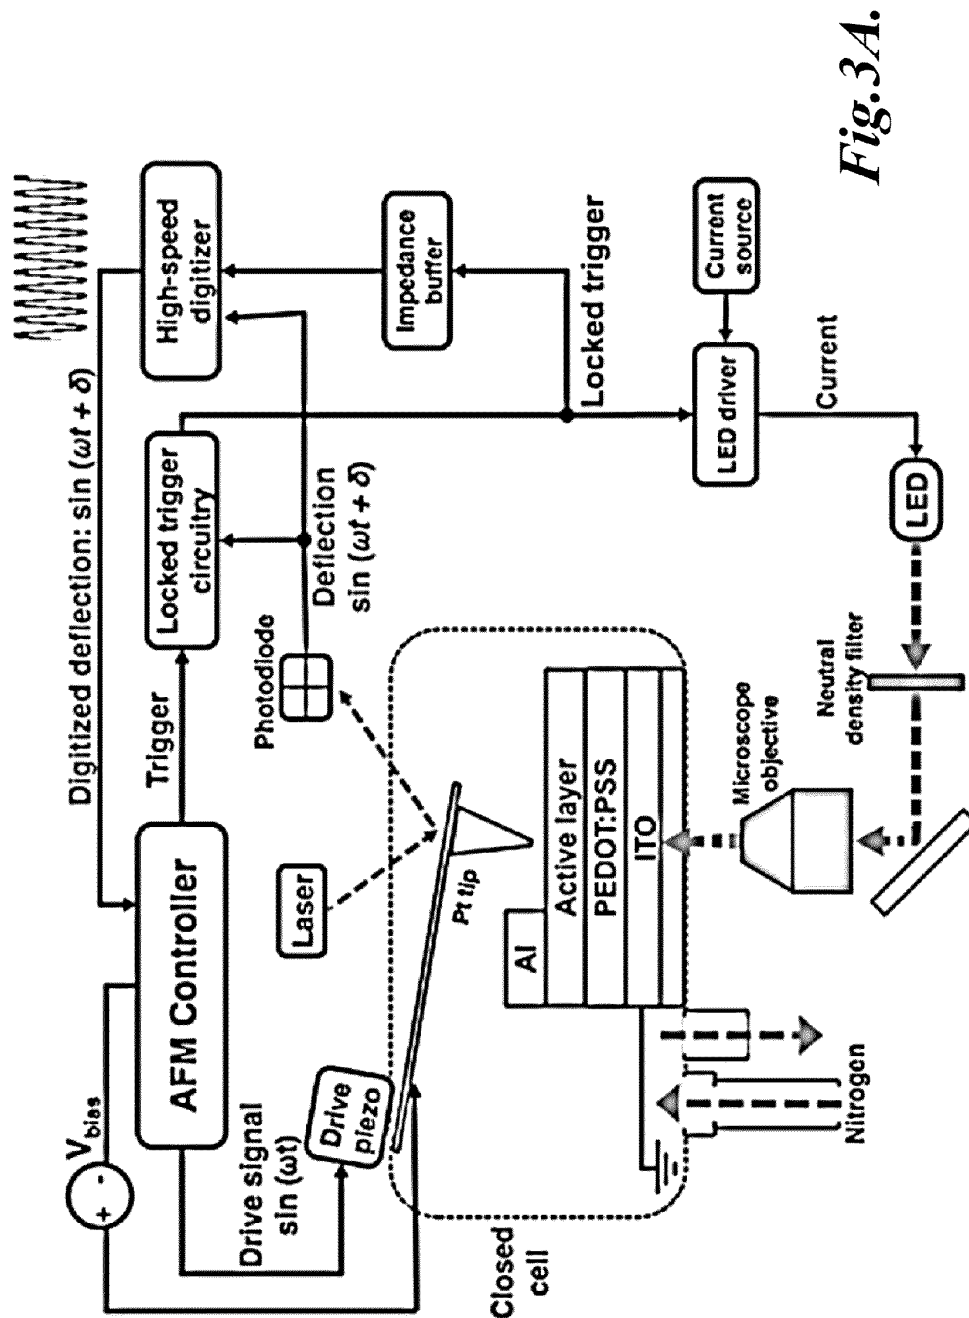 Digitized deflection: sin (ωt + δ)
V bias
+ -
AFM Controller
Trigger
Locked trigger
circuitry
High-speed
digitizer
Drive signal
sin (ωt)
Laser
Photodiode
Deflection
sin (ωt + δ)
Impedance
buffer
Drive
piezo
Pt tip
Locked trigger
Closed
cell
Al
Active layer
PEDOT:PSS
ITO
LED driver
Current
source
Microscope
objective
Neutral
density filter
Current
LED
Nitrogen
Fig.3A.